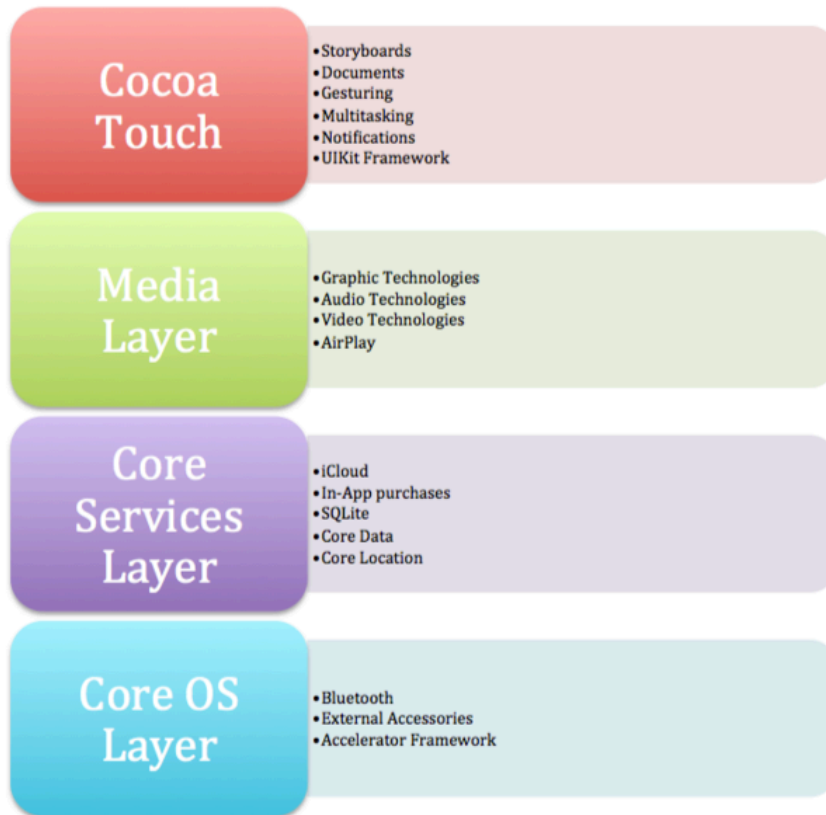 Cocoa
Touch
•Storyboards
•Documents
•Gesturing
•Multitasking
•Notifications
•UIKit Framework
Media
Layer
•Graphic Technologies
•Audio Technologies
•Video Technologies
•AirPlay
Core
Services
Layer
•iCloud
•In-App purchases
•SQLite
•Core Data
•Core Location
Core OS
Layer
•Bluetooth
•External Accessories
•Accelerator Framework